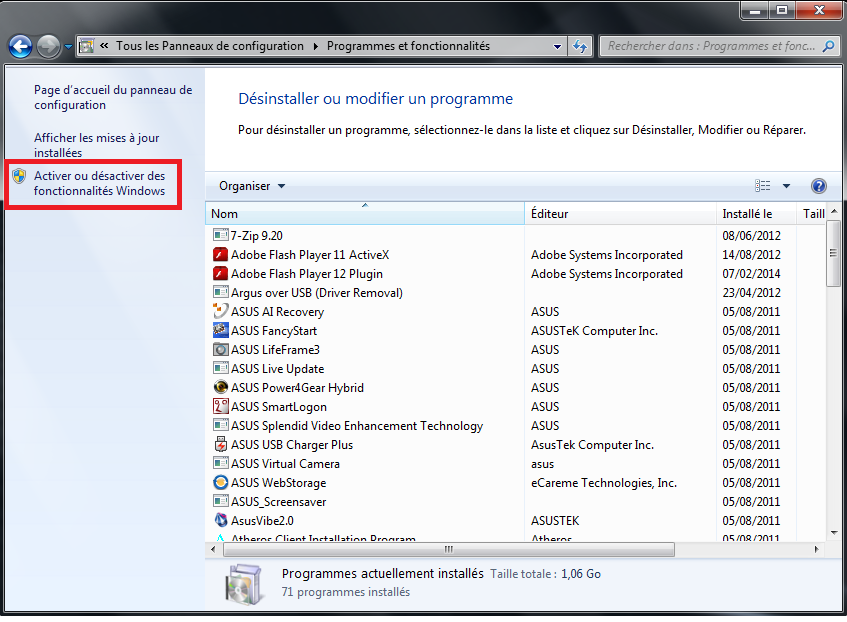 « Tous les Panneaux de configuration ▸ Programmes et fonctionnalités
Rechercher dans : Programmes et fonc...
Page d'accueil du panneau de
configuration
Afficher les mises à jour
installées
Activer ou désactiver des
fonctionnalités Windows
Désinstaller ou modifier un programme
Pour désinstaller un programme, sélectionnez-le dans la liste et cliquez sur Désinstaller, Modifier ou Réparer.
Organiser
Nom Éditeur Installé le Taill
7-Zip 9.20 08/06/2012
Adobe Flash Player 11 ActiveX Adobe Systems Incorporated 14/08/2012
Adobe Flash Player 12 Plugin Adobe Systems Incorporated 07/02/2014
Argus over USB (Driver Removal) 23/04/2012
ASUS AI Recovery ASUS 05/08/2011
ASUS FancyStart ASUSTeK Computer Inc. 05/08/2011
ASUS LifeFrame3 ASUS 05/08/2011
ASUS Live Update ASUS 05/08/2011
ASUS Power4Gear Hybrid ASUS 05/08/2011
ASUS SmartLogon ASUS 05/08/2011
ASUS Splendid Video Enhancement Technology ASUS 05/08/2011
ASUS USB Charger Plus AsusTek Computer Inc. 05/08/2011
ASUS Virtual Camera asus 05/08/2011
ASUS WebStorage eCareme Technologies, Inc. 05/08/2011
ASUS_Screensaver 05/08/2011
AsusVibe2.0 ASUSTEK 05/08/2011
Atheros Client Installation Program Atheros 05/08/2011
Programmes actuellement installés Taille totale : 1,06 Go
71 programmes installés